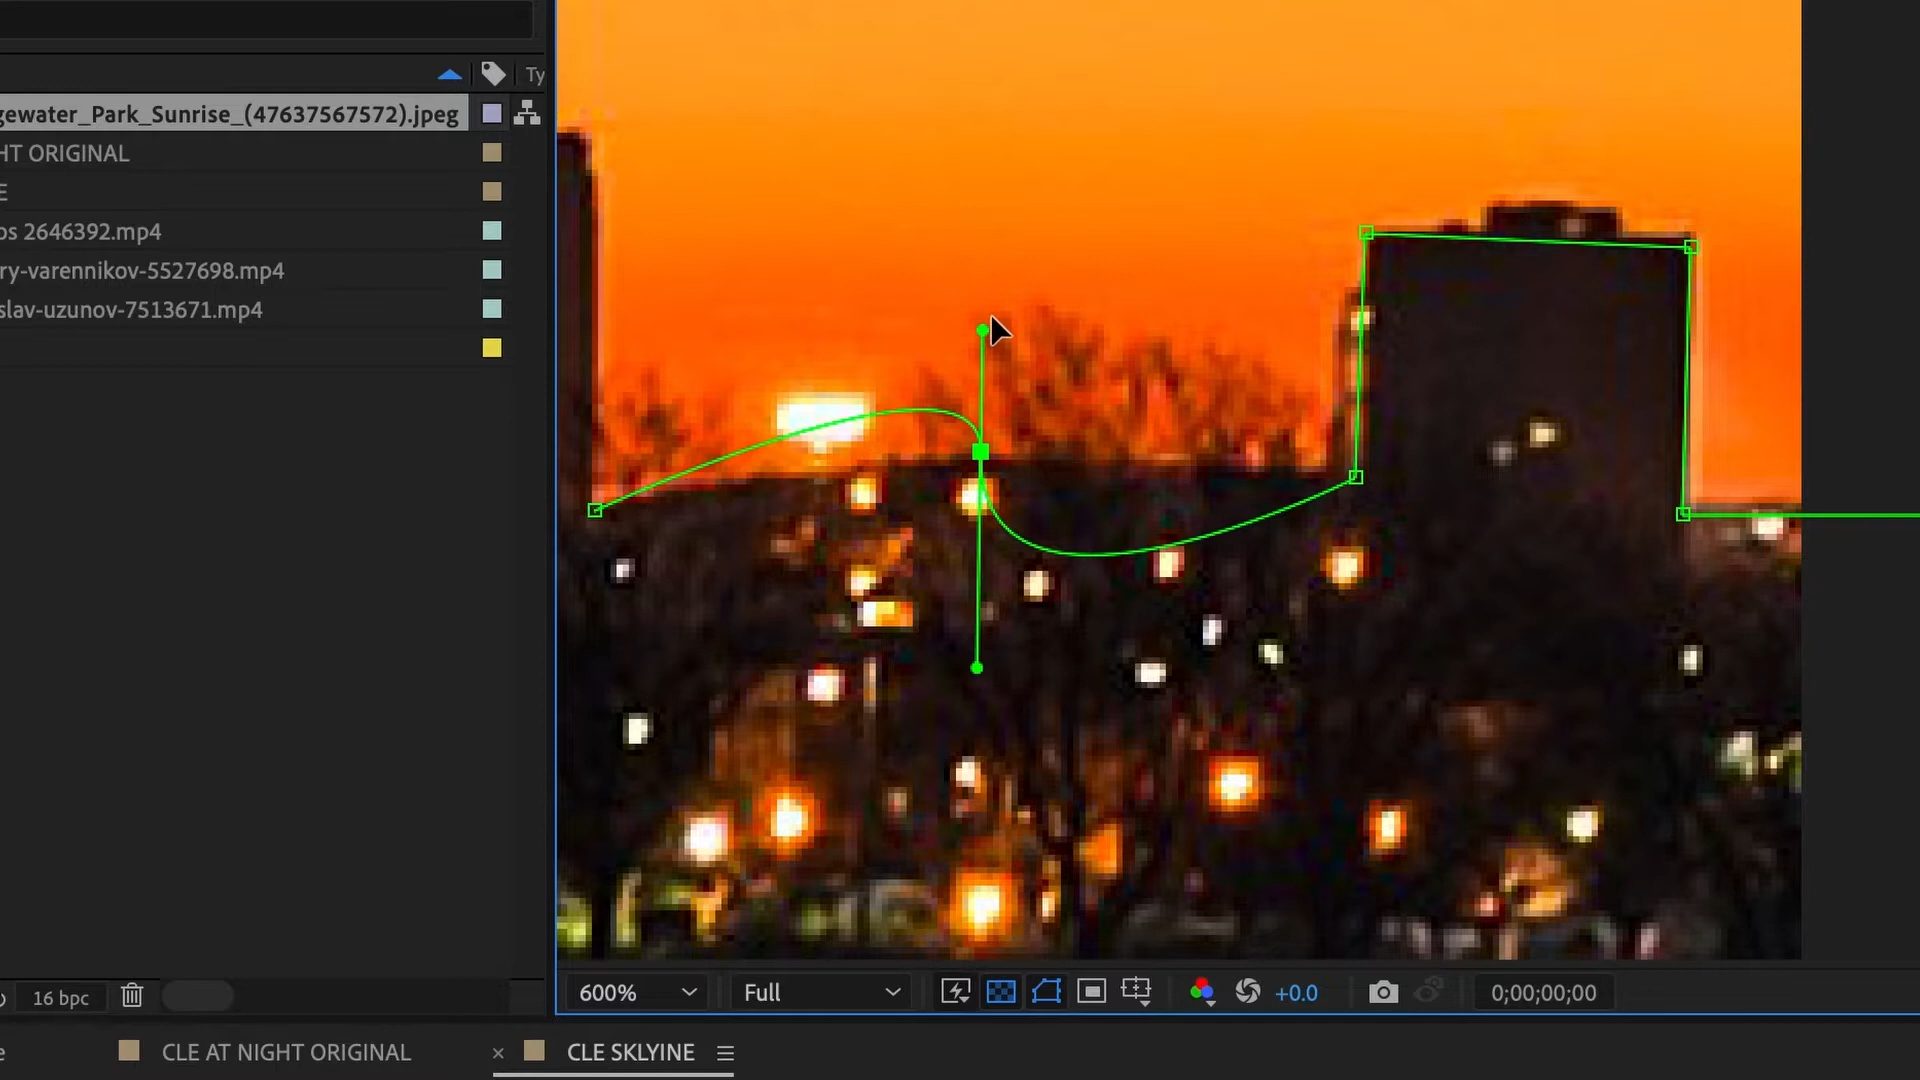 Ty
gewater_Park_Sunrise_(47637567572).jpeg
HT ORIGINAL
E
os 2646392.mp4
ry-varennikov-5527698.mp4
slav-uzunov-7513671.mp4
16 bpc
600%
Full
+0.0
0;00;00;00
e
CLE AT NIGHT ORIGINAL
× CLE SKLYINE